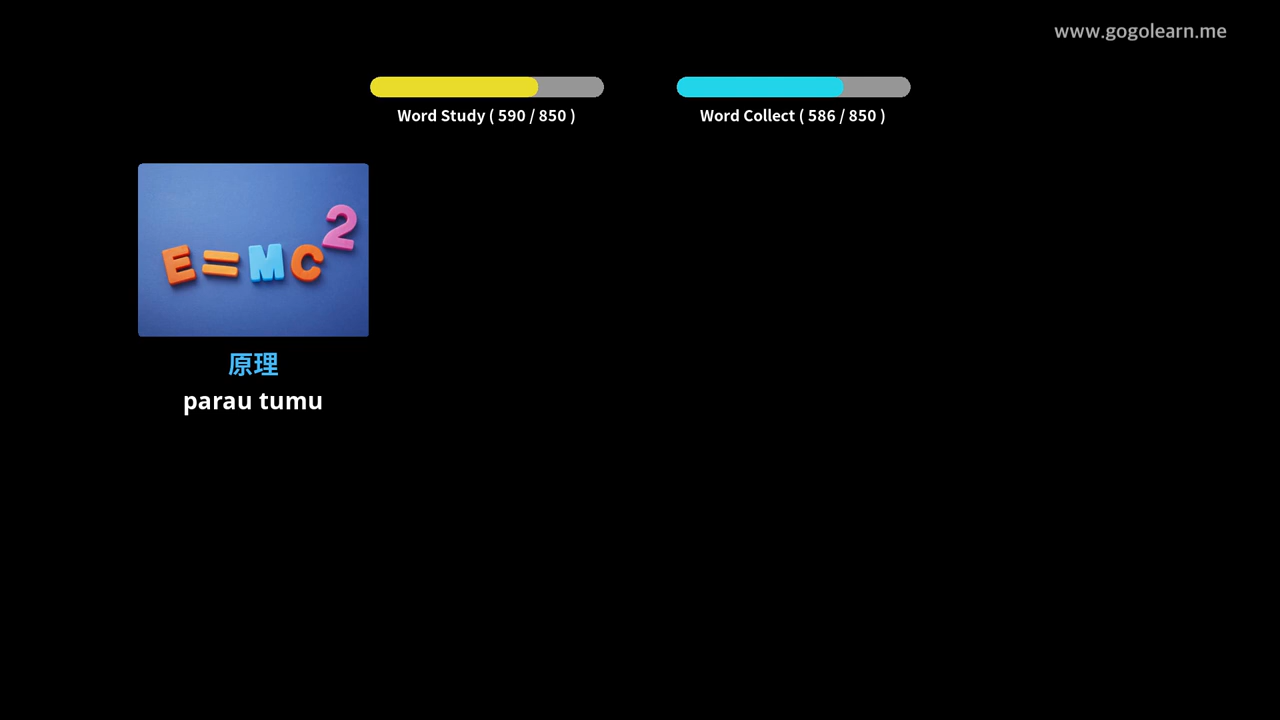 www.gogolearn.me
Word Study ( 590 / 850 )
Word Collect ( 586 / 850 )
E=MC²
原理
parau tumu